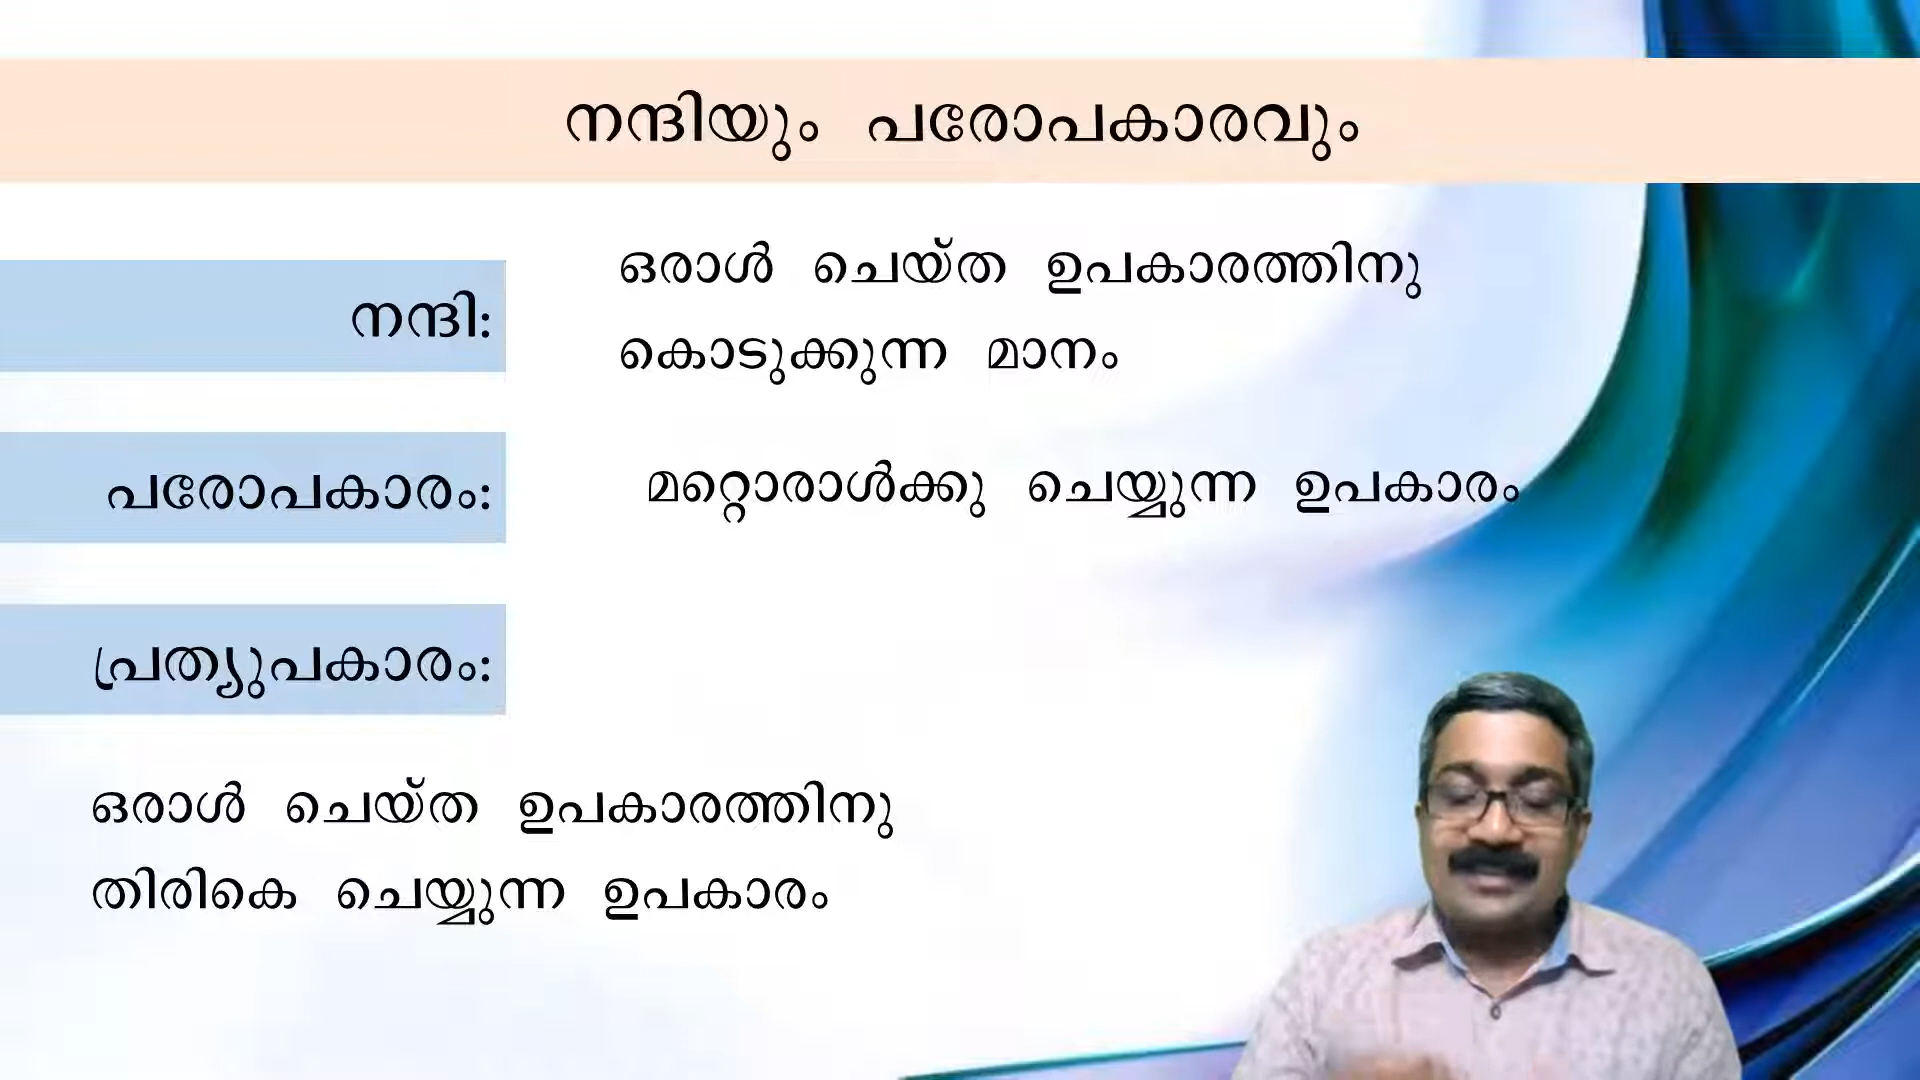 നന്ദിയും പരോപകാരവും
നന്ദി:
ഒരാൾ ചെയ്ത ഉപകാരത്തിനു
കൊടുക്കുന്ന മാനം
പരോപകാരം:
മറ്റൊരാൾക്കു ചെയ്യുന്ന ഉപകാരം
പ്രത്യുപകാരം:
ഒരാൾ ചെയ്ത ഉപകാരത്തിനു
തിരികെ ചെയ്യുന്ന ഉപകാരം